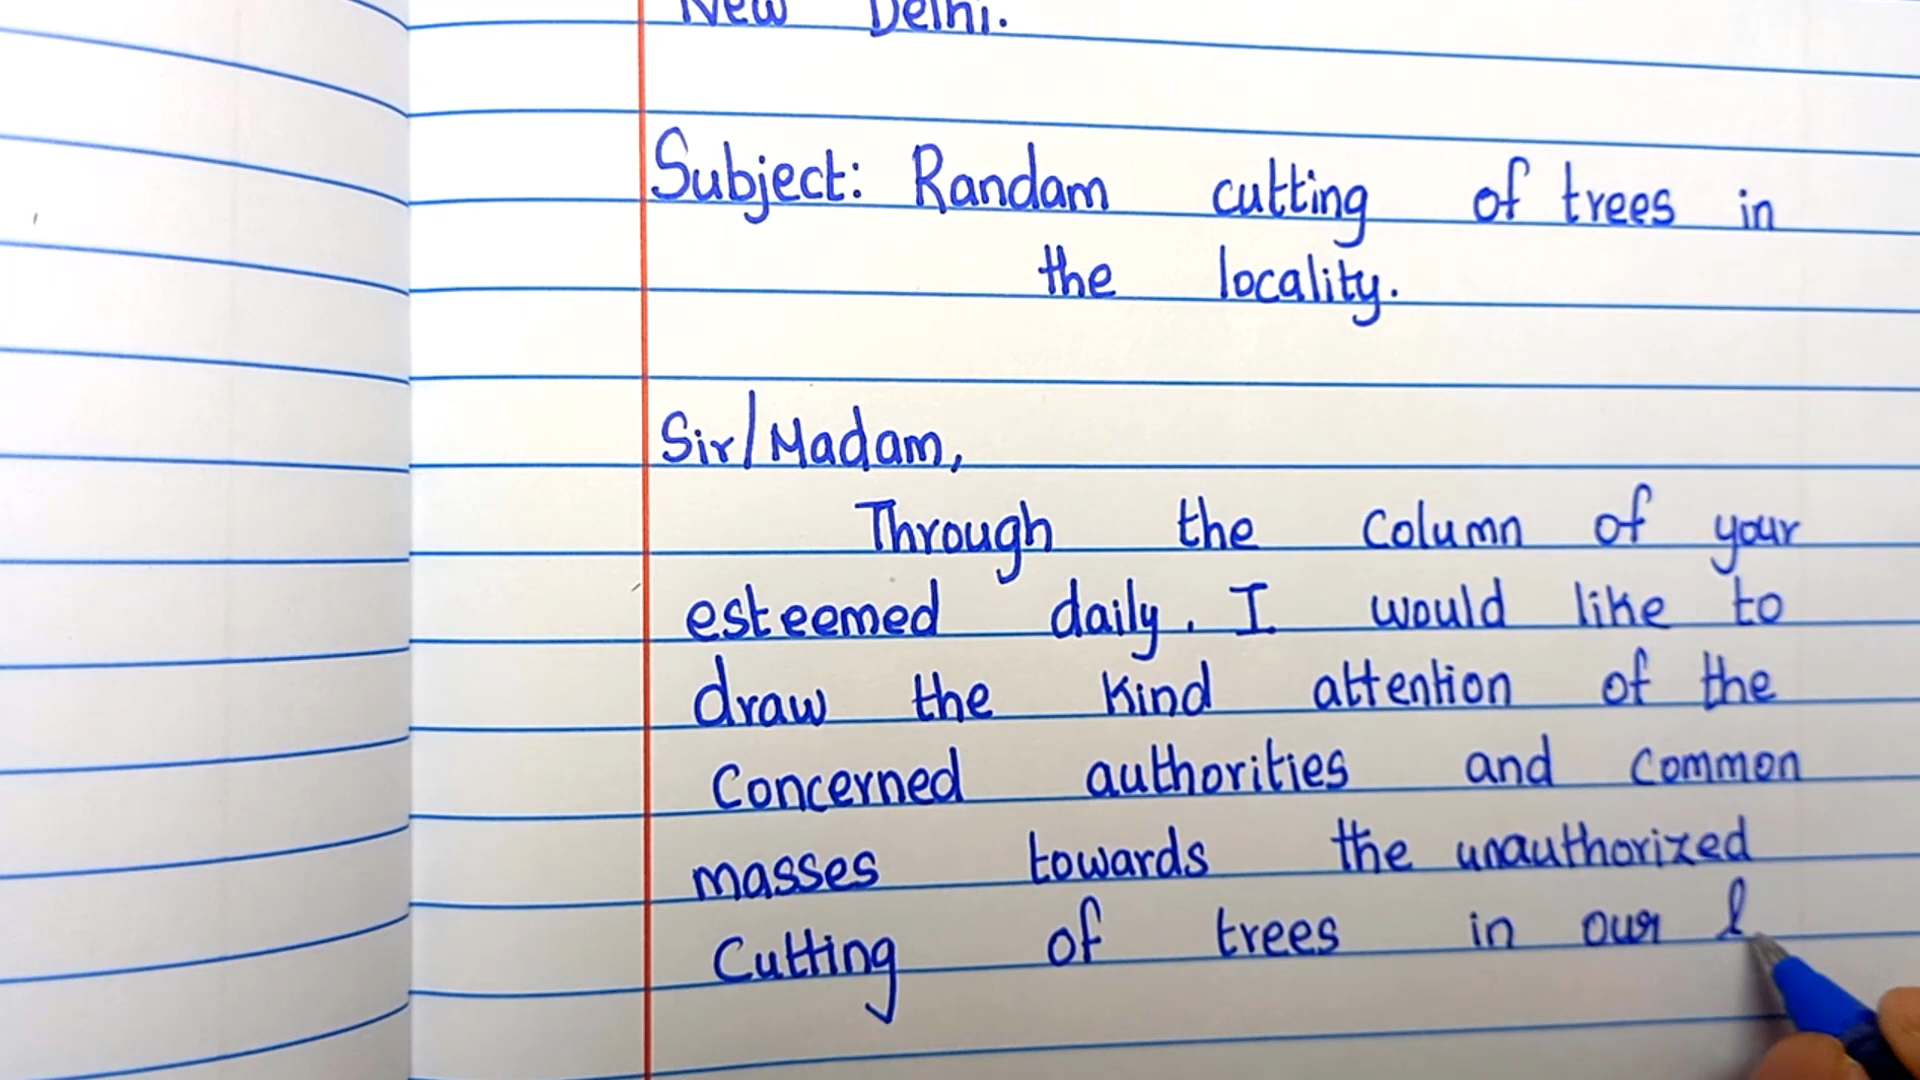 New Delhi.
Subject: Randam cutting of trees in
the locality.
Sir/Madam,
Through the column of your
esteemed daily. I would like to
draw the kind attention of the
Concerned authorities and common
masses towards the unauthorized
Cutting of trees in our l